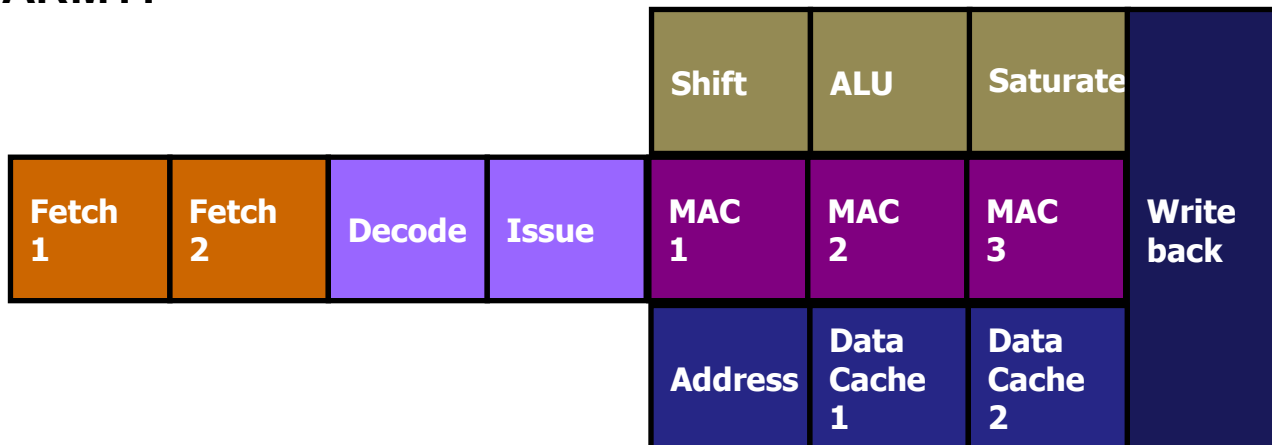 Shift
ALU
Saturate
Fetch
1
Fetch
2
Decode
Issue
MAC
1
MAC
2
MAC
3
Write
back
Address
Data
Cache
1
Data
Cache
2